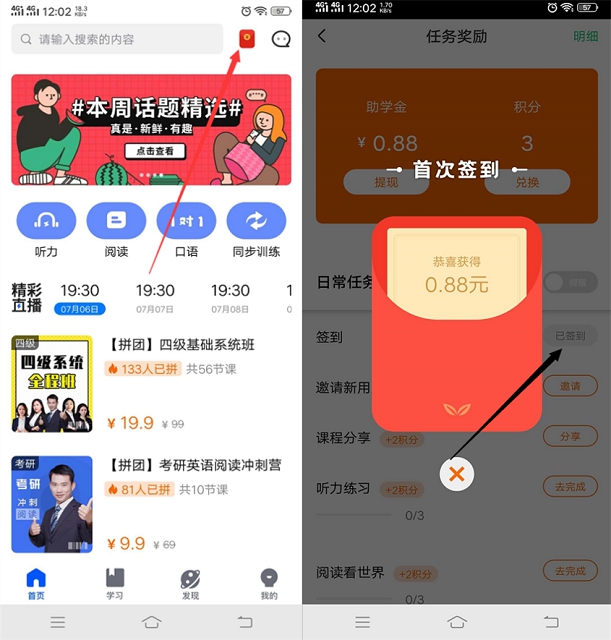 4G 4G 12:02 18.3 KB/s 57
请输入搜索的内容
#本周话题精选#
真是·新鲜·有趣
点击查看
1对1
听力 阅读 口语 同步训练
精彩直播
19:30 19:30 19:30 1
07月06日 07月07日 07月08日 0
四级
四级系统
全程班
【拼团】四级基础系统班
133人已拼 共56节课
¥ 19.9 ¥ 99
考研
考研
冲刺
阅读
【拼团】考研英语阅读冲刺营
81人已拼 共10节课
¥ 9.9 ¥ 69
首页 学习 发现 我的
4G 4G 12:02 1.70 KB/s 57
任务奖励 明细
助学金 积分
¥ 0.88 3
首次签到
提现 兑换
恭喜获得
0.88元
日常任务
签到 已签到
邀请新用 邀请
课程分享 +2积分 分享
听力练习 +2积分 去完成
0/3
阅读看世界 +2积分 去完成
0/3